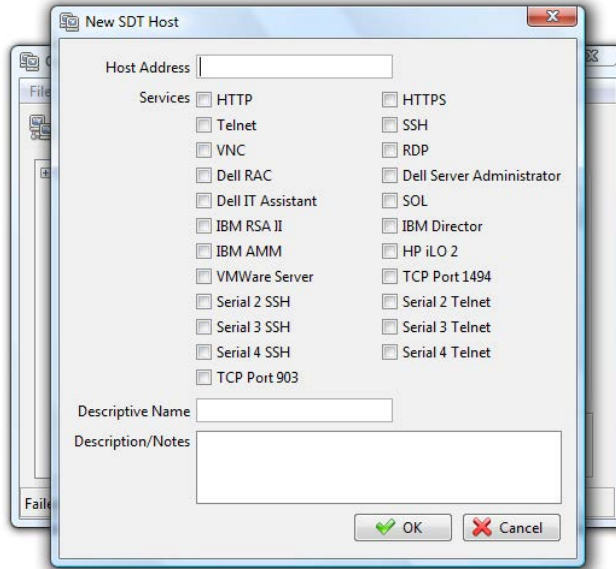 New SDT Host
Host Address
Services HTTP HTTPS
Telnet SSH
VNC RDP
Dell RAC Dell Server Administrator
Dell IT Assistant SOL
IBM RSA II IBM Director
IBM AMM HP iLO 2
VMWare Server TCP Port 1494
Serial 2 SSH Serial 2 Telnet
Serial 3 SSH Serial 3 Telnet
Serial 4 SSH Serial 4 Telnet
TCP Port 903
Descriptive Name
Description/Notes
OK Cancel
File